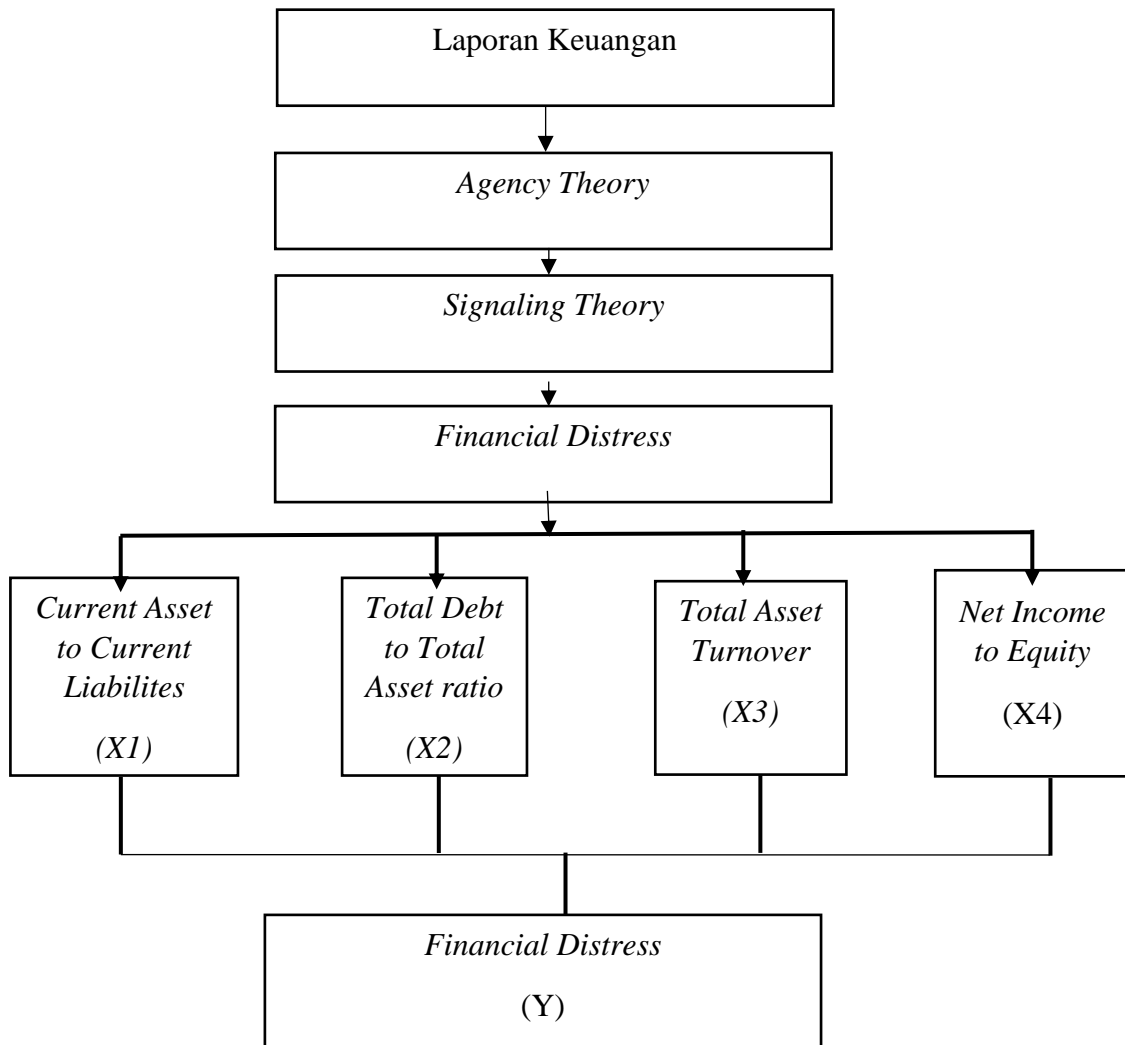 Laporan Keuangan
Agency Theory
Signaling Theory
Financial Distress
Current Asset
to Current
Liabilites
(X1)
Total Debt
to Total
Asset ratio
(X2)
Total Asset
Turnover
(X3)
Net Income
to Equity
(X4)
Financial Distress
(Y)